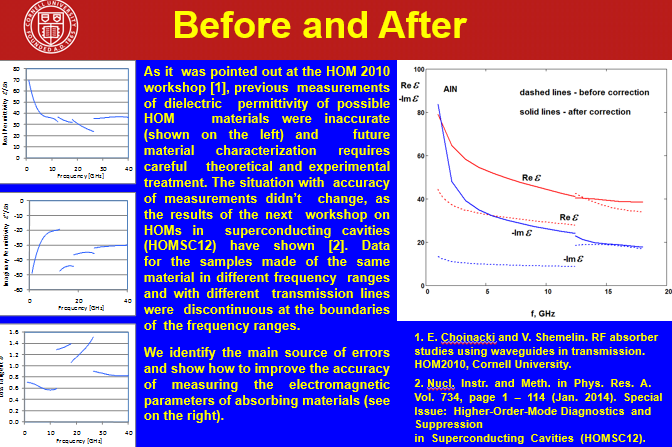 CORNELL UNIVERSITY
FOUNDED A.D. 1865
Before and After
80
70
60
50
40
30
20
10
0
Real Permittivity ε'/ε0
0 10 20 30 40
Frequency [GHz]
0
-10
-20
-30
-40
-50
-60
Imaginary Permittivity ε"/ε0
0 10 20 30 40
Frequency [GHz]
1.6
1.4
1.2
1.0
0.8
0.6
0.4
0.2
0.0
0 10 20 30 40
Frequency [GHz]
As it was pointed out at the HOM 2010
workshop [1], previous measurements
of dielectric permittivity of possible
HOM materials were inaccurate
(shown on the left) and future
material characterization requires
careful theoretical and experimental
treatment. The situation with accuracy
of measurements didn't change, as
the results of the next workshop on
HOMs in superconducting cavities
(HOMSC12) have shown [2]. Data
for the samples made of the same
material in different frequency ranges
and with different transmission lines
were discontinuous at the boundaries
of the frequency ranges.
We identify the main source of errors
and show how to improve the accuracy
of measuring the electromagnetic
parameters of absorbing materials (see
on the right).
Re ε
-Im ε
100
80
60
40
20
0
AlN
dashed lines - before correction
solid lines - after correction
Re ε
Re ε
-Im ε
-Im ε
0 5 10 15 20
f, GHz
1. E. Chojnacki and V. Shemelin. RF absorber
studies using waveguides in transmission.
HOM2010, Cornell University.
2. Nucl. Instr. and Meth. in Phys. Res. A.
Vol. 734, page 1 – 114 (Jan. 2014). Special
Issue: Higher-Order-Mode Diagnostics and
Suppression
in Superconducting Cavities (HOMSC12).